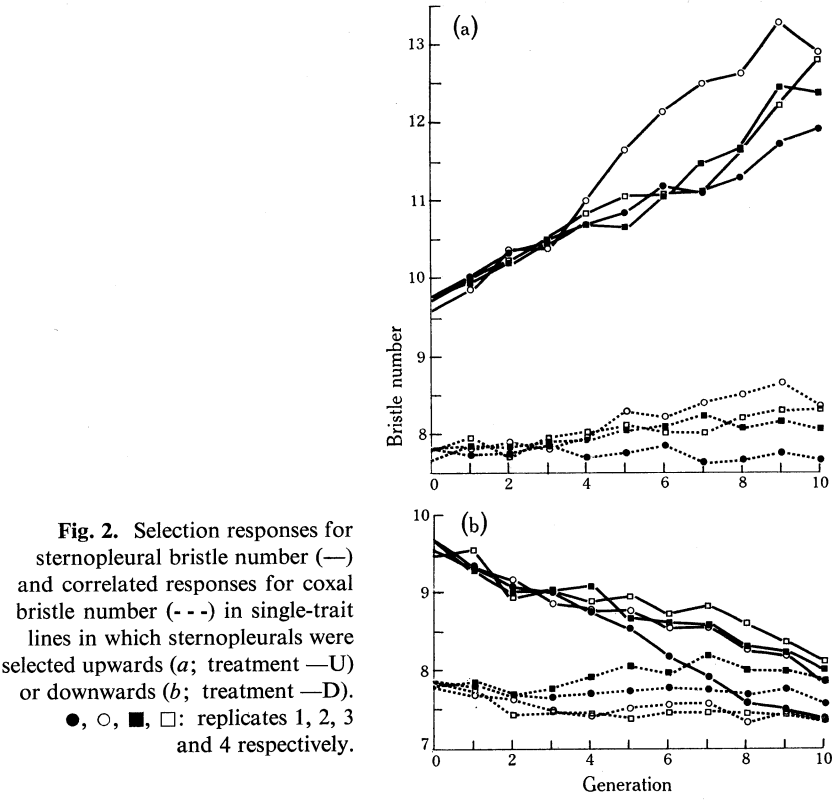 (a)
13
12
11
10
9
8
Bristle number
0 2 4 6 8 10
Fig. 2. Selection responses for
sternopleural bristle number (—)
and correlated responses for coxal
bristle number (- - -) in single-trait
lines in which sternopleurals were
selected upwards (a; treatment —U)
or downwards (b; treatment —D).
●, ○, ■, □: replicates 1, 2, 3
and 4 respectively.
(b)
10
9
8
7
0 2 4 6 8 10
Generation